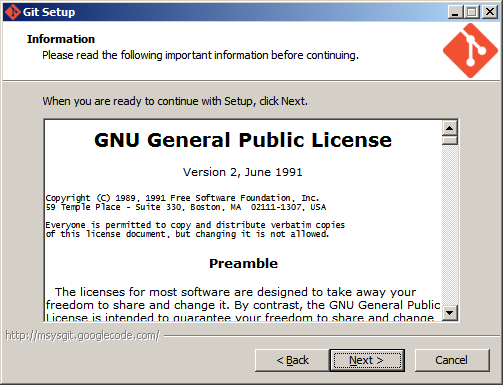 Git Setup
Information
Please read the following important information before continuing.
When you are ready to continue with Setup, click Next.
GNU General Public License
Version 2, June 1991
Copyright (C) 1989, 1991 Free Software Foundation, Inc.
59 Temple Place - Suite 330, Boston, MA  02111-1307, USA
Everyone is permitted to copy and distribute verbatim copies
of this license document, but changing it is not allowed.
Preamble
The licenses for most software are designed to take away your
freedom to share and change it. By contrast, the GNU General Public
License is intended to guarantee your freedom to share and change
http://msysgit.googlecode.com/
< Back
Next >
Cancel